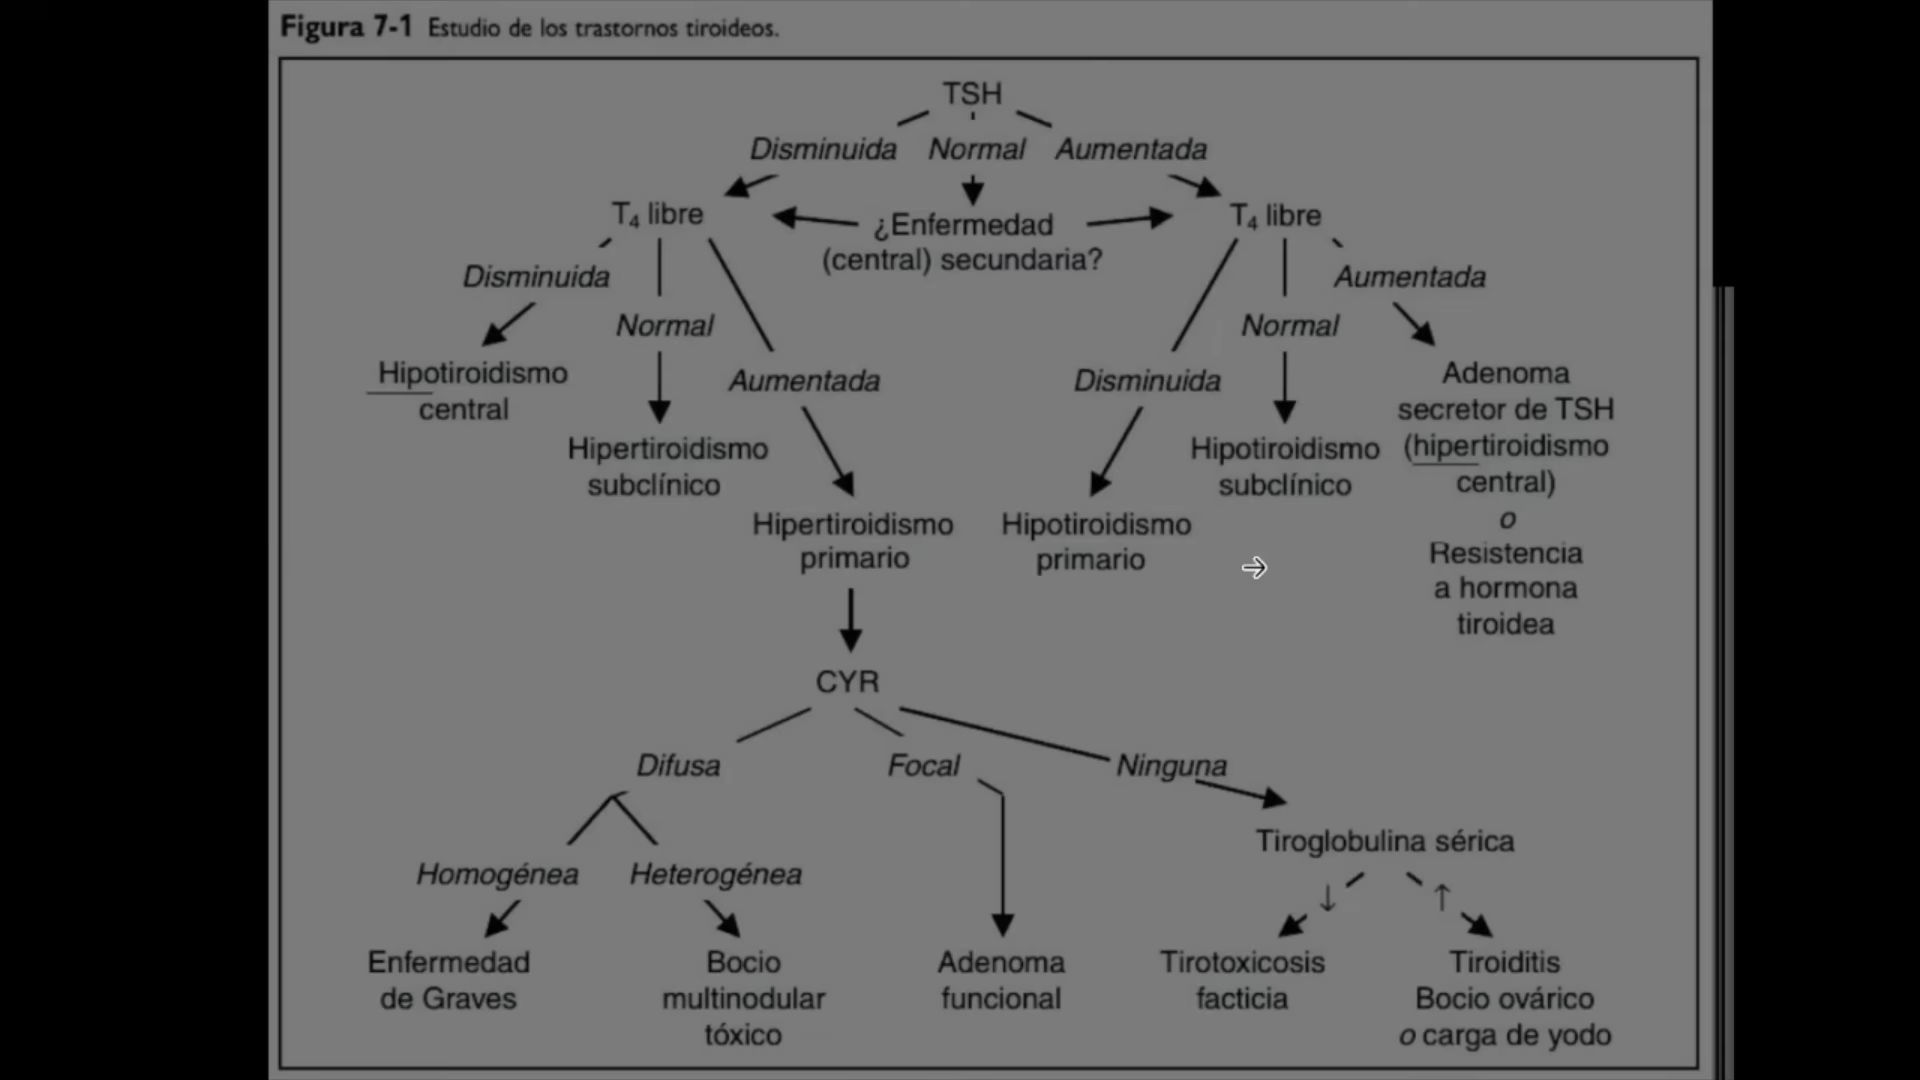 Figura 7-1 Estudio de los trastornos tiroideos.
TSH
Disminuida Normal Aumentada
T4 libre
¿Enfermedad
(central) secundaria?
T4 libre
Disminuida
Normal
Aumentada
Hipotiroidismo
central
Hipertiroidismo
subclínico
Hipertiroidismo
primario
Disminuida
Normal
Aumentada
Hipotiroidismo
primario
Hipotiroidismo
subclínico
Adenoma
secretor de TSH
(hipertiroidismo
central)
o
Resistencia
a hormona
tiroidea
CYR
Difusa
Focal
Ninguna
Homogénea
Heterogénea
Tiroglobulina sérica
↓
↑
Enfermedad
de Graves
Bocio
multinodular
tóxico
Adenoma
funcional
Tirotoxicosis
facticia
Tiroiditis
Bocio ovárico
o carga de yodo